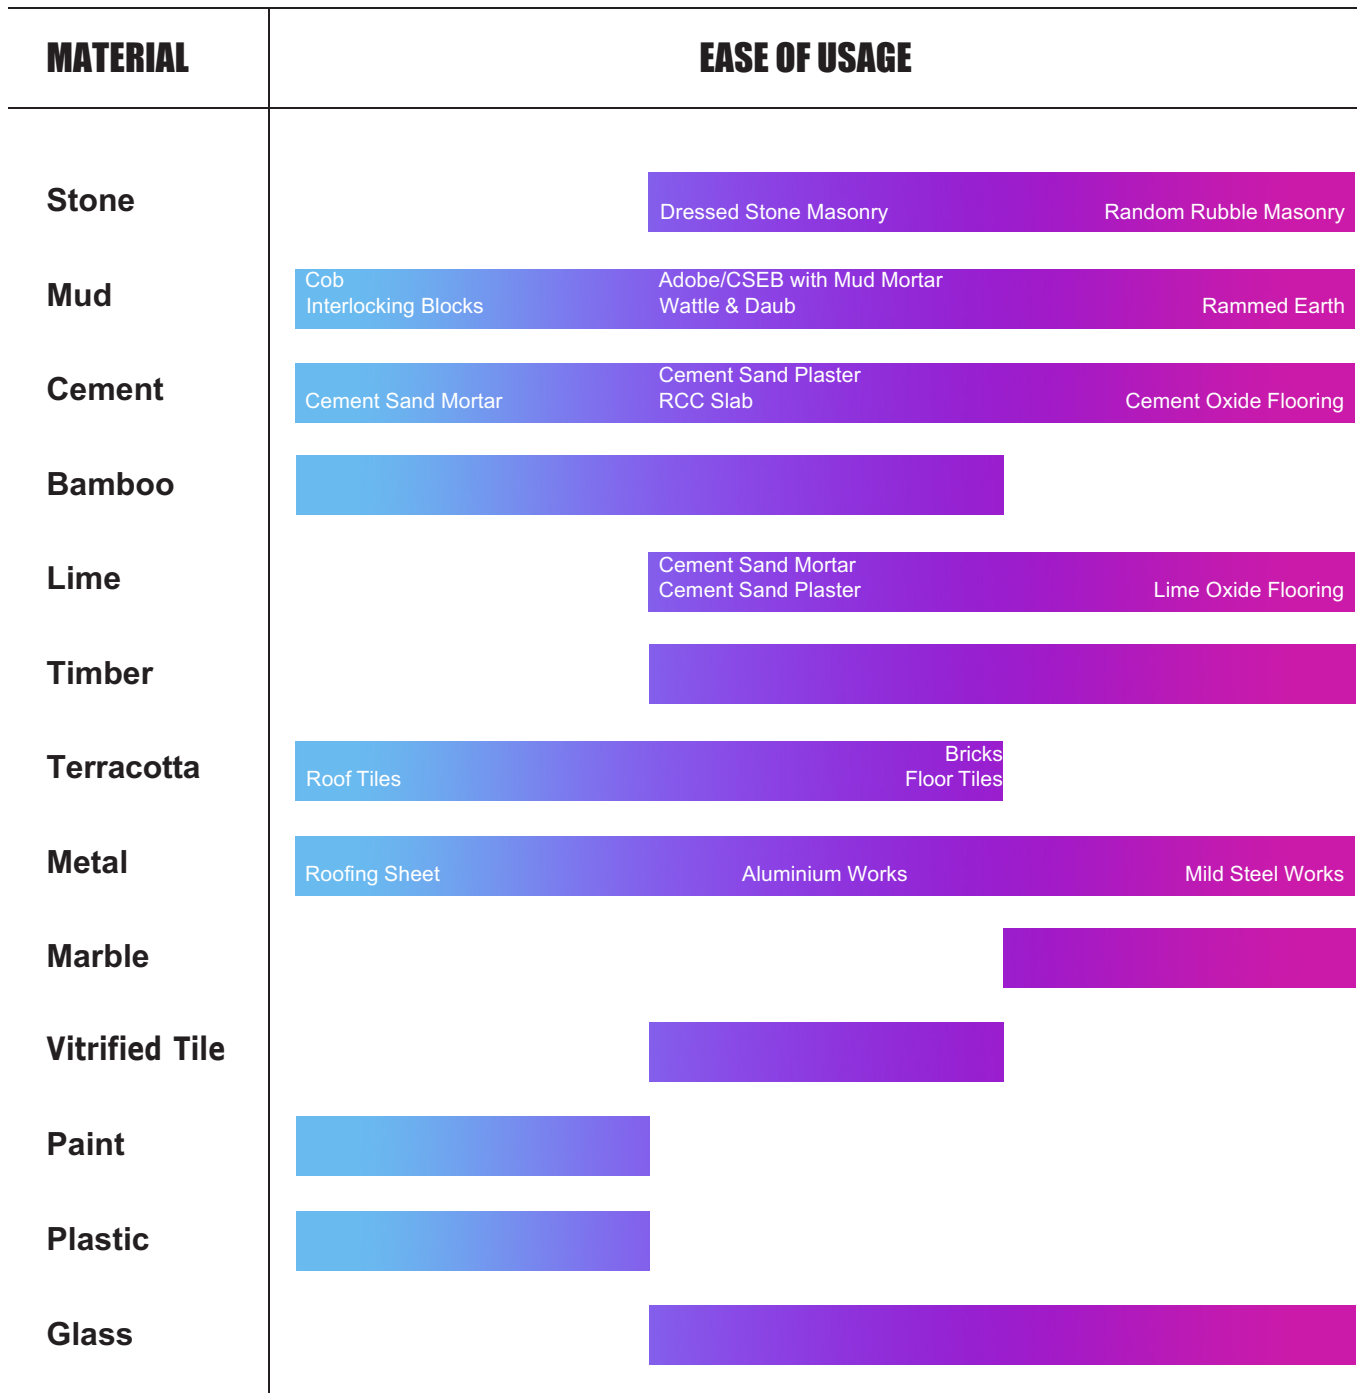 MATERIAL
EASE OF USAGE
Stone
Dressed Stone Masonry
Random Rubble Masonry
Mud
Cob
Interlocking Blocks
Adobe/CSEB with Mud Mortar
Wattle & Daub
Rammed Earth
Cement
Cement Sand Mortar
Cement Sand Plaster
RCC Slab
Cement Oxide Flooring
Bamboo
Lime
Cement Sand Mortar
Cement Sand Plaster
Lime Oxide Flooring
Timber
Terracotta
Roof Tiles
Bricks
Floor Tiles
Metal
Roofing Sheet
Aluminium Works
Mild Steel Works
Marble
Vitrified Tile
Paint
Plastic
Glass